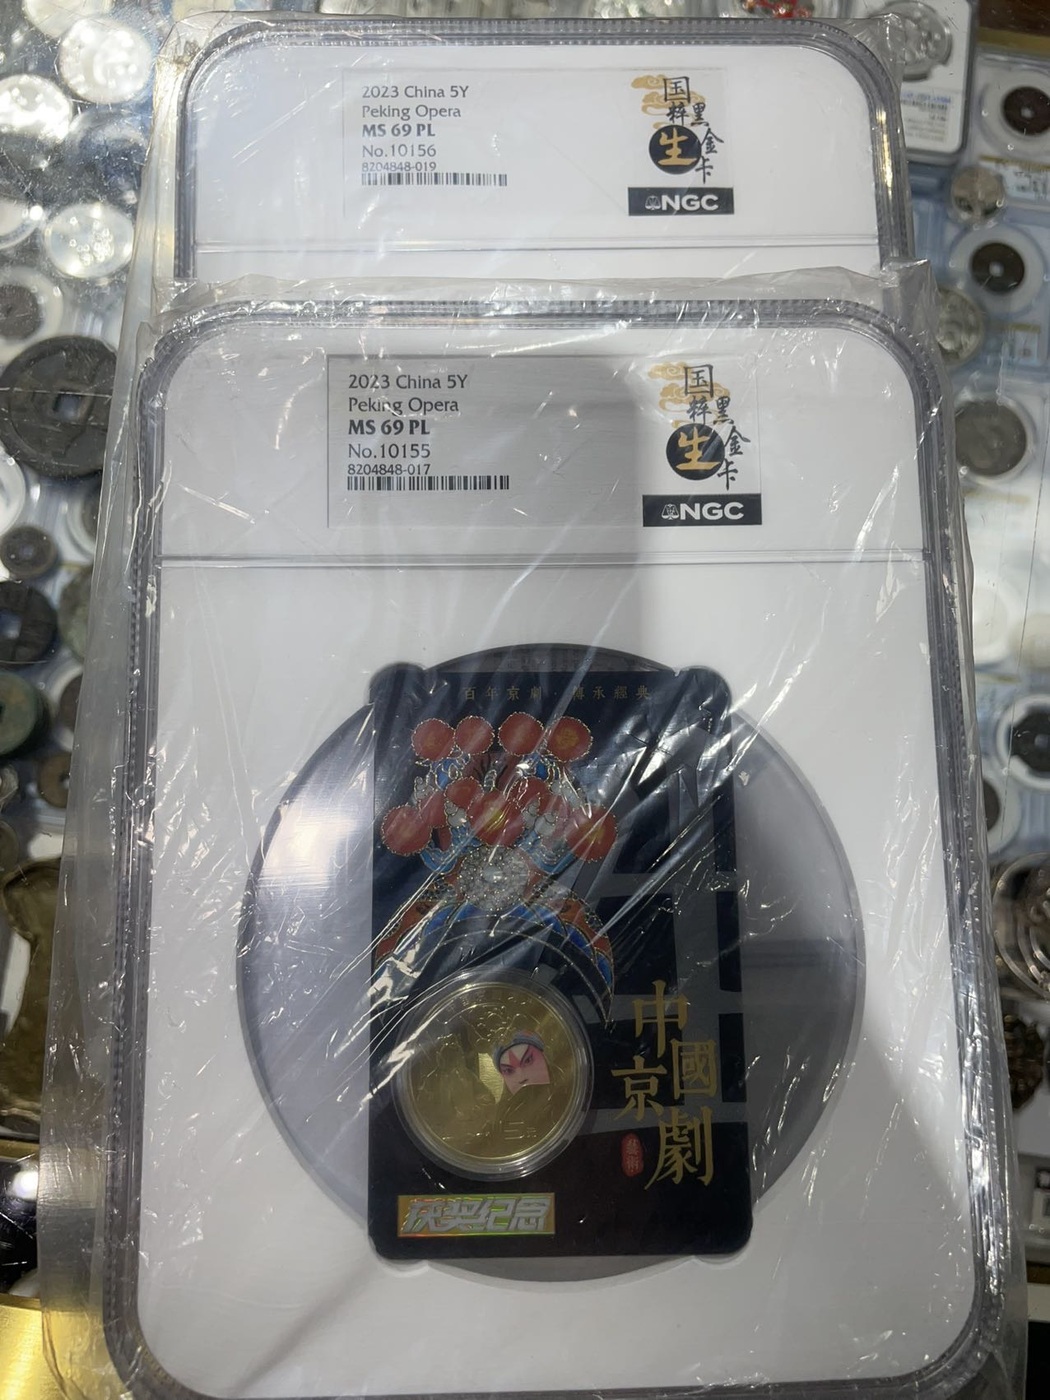 2023 China 5Y
Peking Opera
MS 69 PL
No.10156
8204848-019
国粹
黑金卡
生
NGC
2023 China 5Y
Peking Opera
MS 69 PL
No.10155
8204848-017
国粹
黑金卡
生
NGC
百年京劇·傳承經典
中國
京劇
获奖纪念